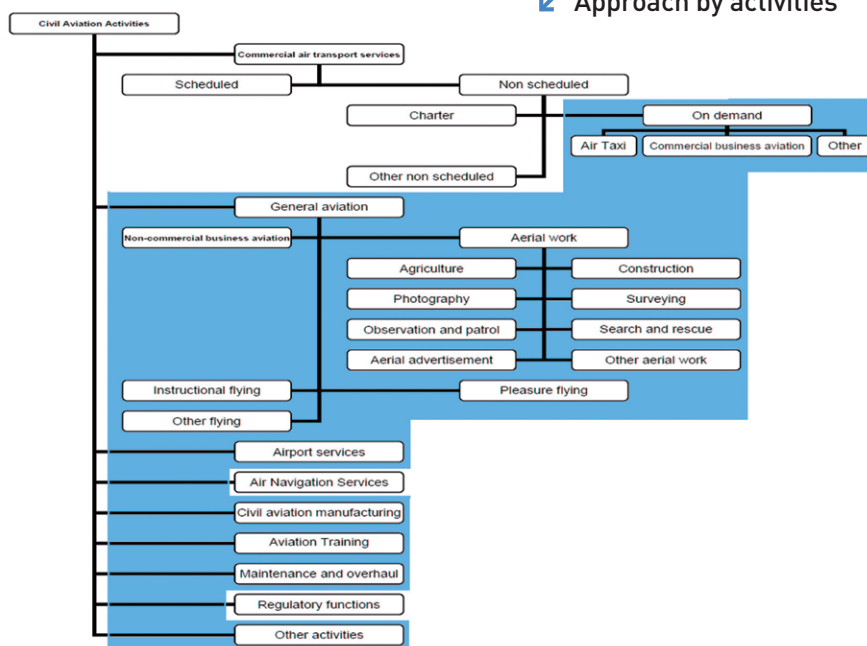 Approach by activities
Civil Aviation Activities
Commercial air transport services
Scheduled
Non scheduled
Charter
On demand
Air Taxi
Commercial business aviation
Other
Other non scheduled
General aviation
Non-commercial business aviation
Aerial work
Agriculture
Construction
Photography
Surveying
Observation and patrol
Search and rescue
Aerial advertisement
Other aerial work
Instructional flying
Pleasure flying
Other flying
Airport services
Air Navigation Services
Civil aviation manufacturing
Aviation Training
Maintenance and overhaul
Regulatory functions
Other activities